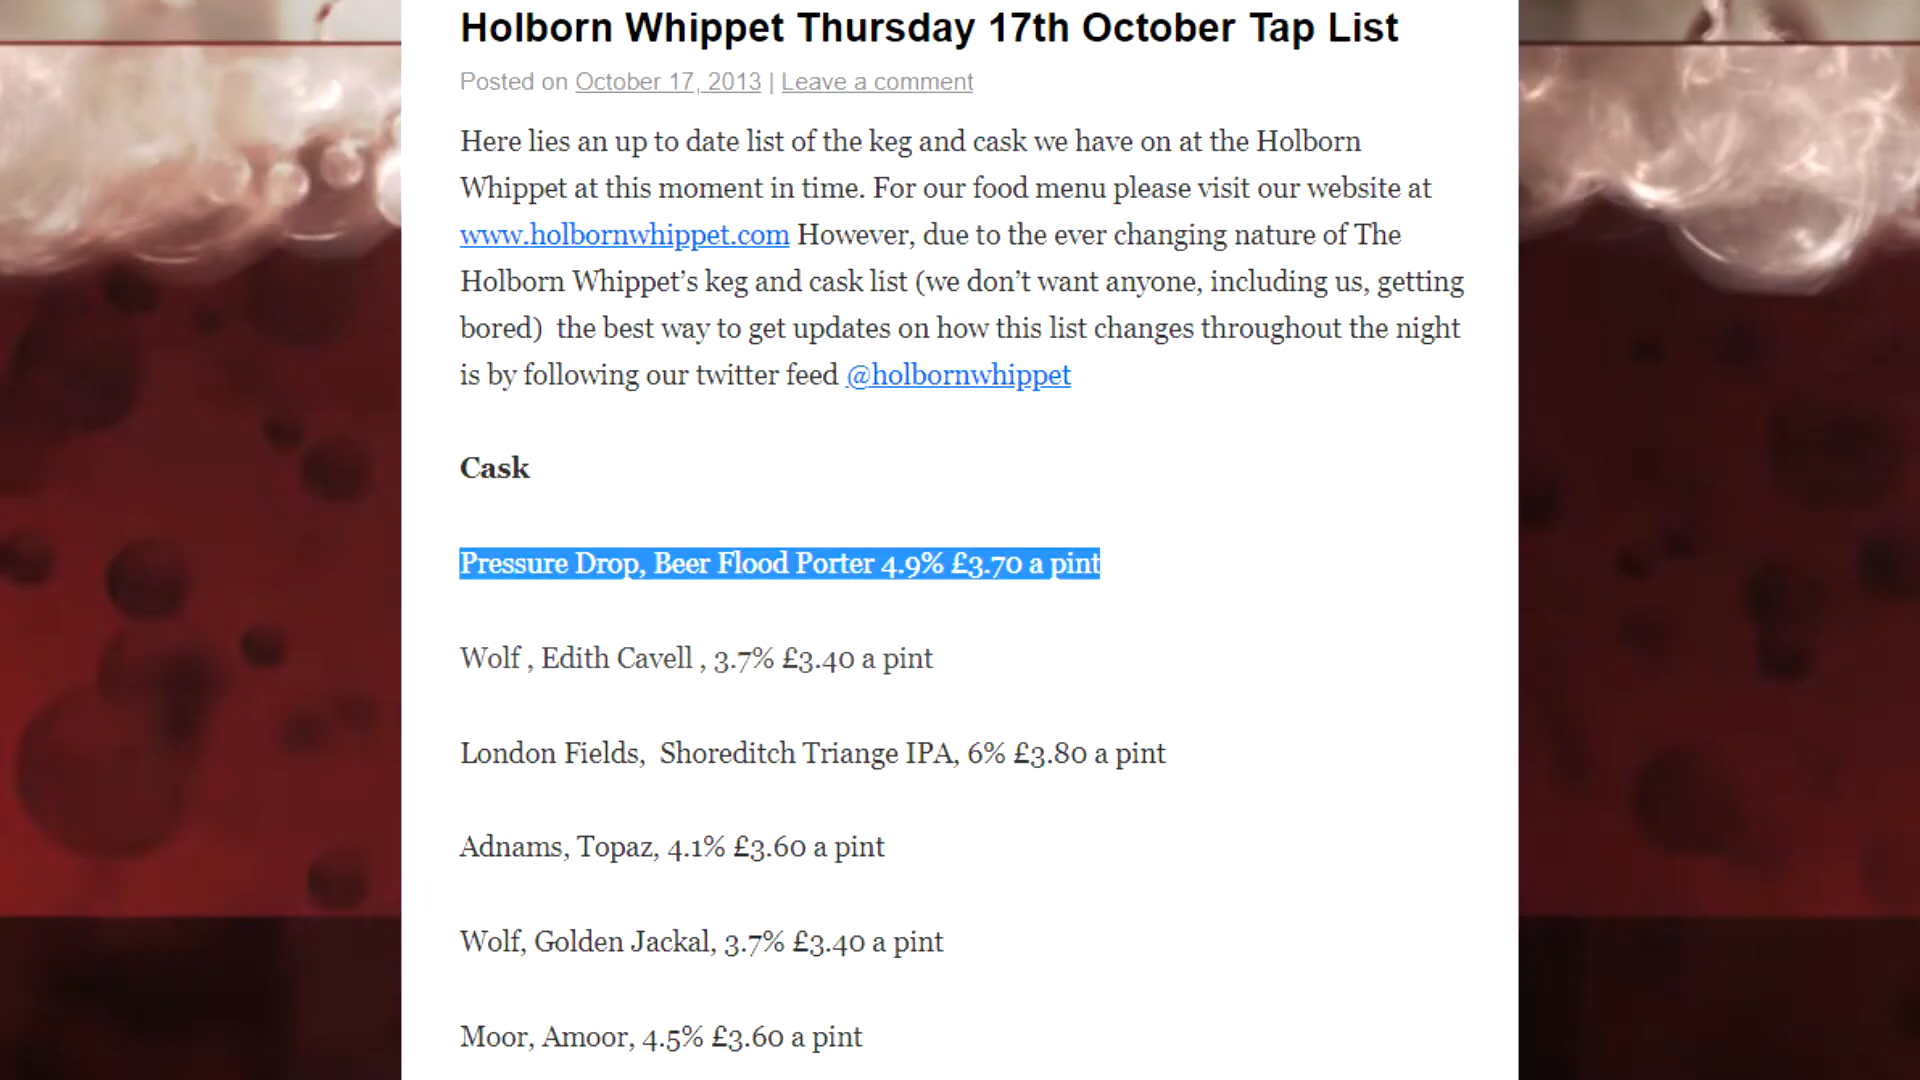 Holborn Whippet Thursday 17th October Tap List
Posted on October 17, 2013 | Leave a comment
Here lies an up to date list of the keg and cask we have on at the Holborn
Whippet at this moment in time. For our food menu please visit our website at
www.holbornwhippet.com However, due to the ever changing nature of The
Holborn Whippet’s keg and cask list (we don’t want anyone, including us, getting
bored)  the best way to get updates on how this list changes throughout the night
is by following our twitter feed @holbornwhippet
Cask
Pressure Drop, Beer Flood Porter 4.9% £3.70 a pint
Wolf , Edith Cavell , 3.7% £3.40 a pint
London Fields,  Shoreditch Triange IPA, 6% £3.80 a pint
Adnams, Topaz, 4.1% £3.60 a pint
Wolf, Golden Jackal, 3.7% £3.40 a pint
Moor, Amoor, 4.5% £3.60 a pint